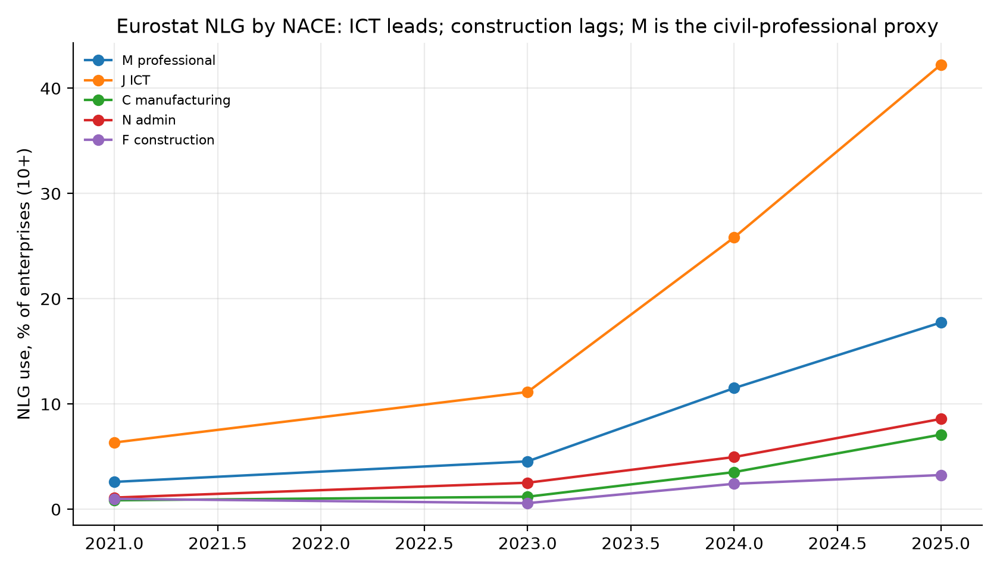 Eurostat NLG by NACE: ICT leads; construction lags; M is the civil-professional proxy
M professional
J ICT
C manufacturing
N admin
F construction
NLG use, % of enterprises (10+)
40
30
20
10
0
2021.0 2021.5 2022.0 2022.5 2023.0 2023.5 2024.0 2024.5 2025.0